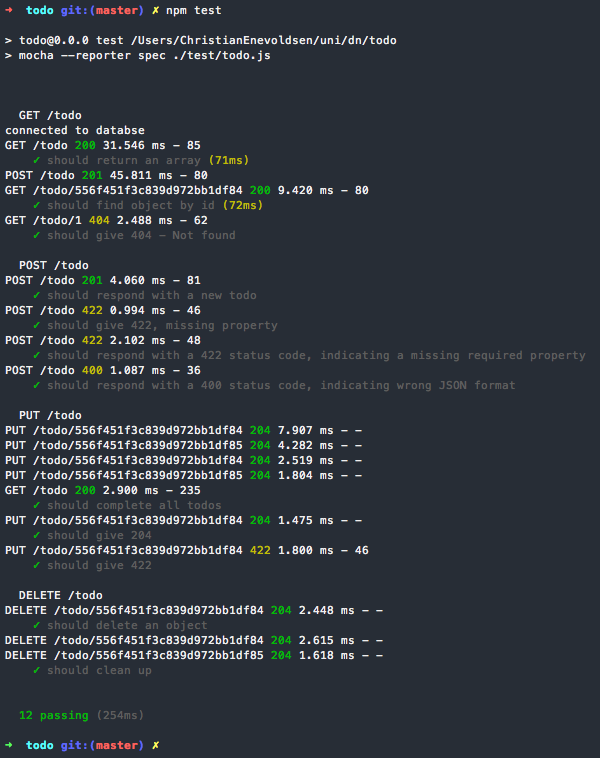 ➜  todo git:(master) ✗ npm test

> todo@0.0.0 test /Users/ChristianEnevoldsen/uni/dn/todo
> mocha --reporter spec ./test/todo.js

  GET /todo
connected to databse
GET /todo 200 31.546 ms - 85
    ✓ should return an array (71ms)
POST /todo 201 45.811 ms - 80
GET /todo/556f451f3c839d972bb1df84 200 9.420 ms - 80
    ✓ should find object by id (72ms)
GET /todo/1 404 2.488 ms - 62
    ✓ should give 404 - Not found

  POST /todo
POST /todo 201 4.060 ms - 81
    ✓ should respond with a new todo
POST /todo 422 0.994 ms - 46
    ✓ should give 422, missing property
POST /todo 422 2.102 ms - 48
    ✓ should respond with a 422 status code, indicating a missing required property
POST /todo 400 1.087 ms - 36
    ✓ should respond with a 400 status code, indicating wrong JSON format

  PUT /todo
PUT /todo/556f451f3c839d972bb1df84 204 7.907 ms - -
PUT /todo/556f451f3c839d972bb1df85 204 4.282 ms - -
PUT /todo/556f451f3c839d972bb1df84 204 2.519 ms - -
PUT /todo/556f451f3c839d972bb1df85 204 1.804 ms - -
GET /todo 200 2.900 ms - 235
    ✓ should complete all todos
PUT /todo/556f451f3c839d972bb1df84 204 1.475 ms - -
    ✓ should give 204
PUT /todo/556f451f3c839d972bb1df84 422 1.800 ms - 46
    ✓ should give 422

  DELETE /todo
DELETE /todo/556f451f3c839d972bb1df84 204 2.448 ms - -
    ✓ should delete an object
DELETE /todo/556f451f3c839d972bb1df84 204 2.615 ms - -
DELETE /todo/556f451f3c839d972bb1df85 204 1.618 ms - -
    ✓ should clean up

  12 passing (254ms)

➜  todo git:(master) ✗